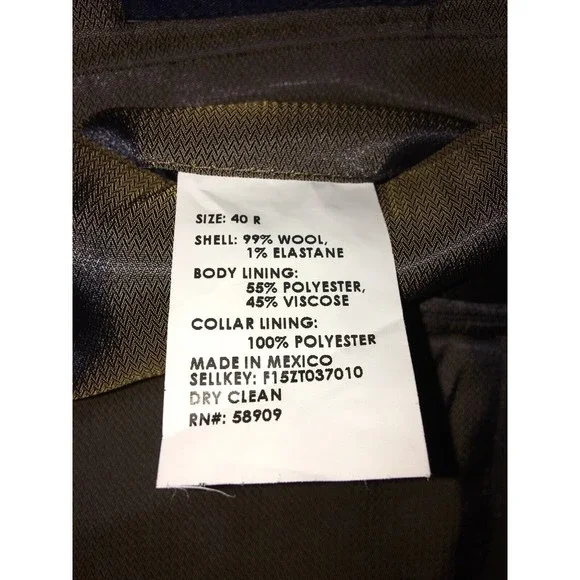 SIZE: 40 R
SHELL: 99% WOOL,
1% ELASTANE
BODY LINING:
55% POLYESTER,
45% VISCOSE
COLLAR LINING:
100% POLYESTER
MADE IN MEXICO
SELLKEY: F15ZT037010
DRY CLEAN
RN#: 58909